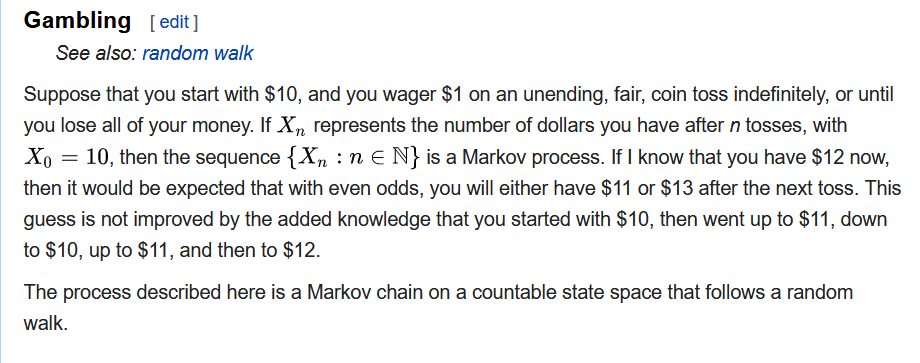 Gambling [ edit ]
See also: random walk
Suppose that you start with $10, and you wager $1 on an unending, fair, coin toss indefinitely, or until
you lose all of your money. If Xₙ represents the number of dollars you have after n tosses, with
X₀ = 10, then the sequence {Xₙ : n ∈ ℕ} is a Markov process. If I know that you have $12 now,
then it would be expected that with even odds, you will either have $11 or $13 after the next toss. This
guess is not improved by the added knowledge that you started with $10, then went up to $11, down
to $10, up to $11, and then to $12.
The process described here is a Markov chain on a countable state space that follows a random
walk.